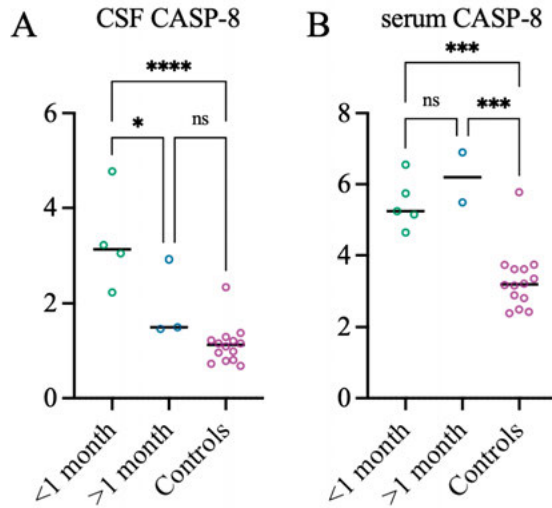 A CSF CASP-8
****
* ns
6
4
2
0
<1 month
>1 month
Controls
B serum CASP-8
***
ns ***
8
6
4
2
0
<1 month
>1 month
Controls